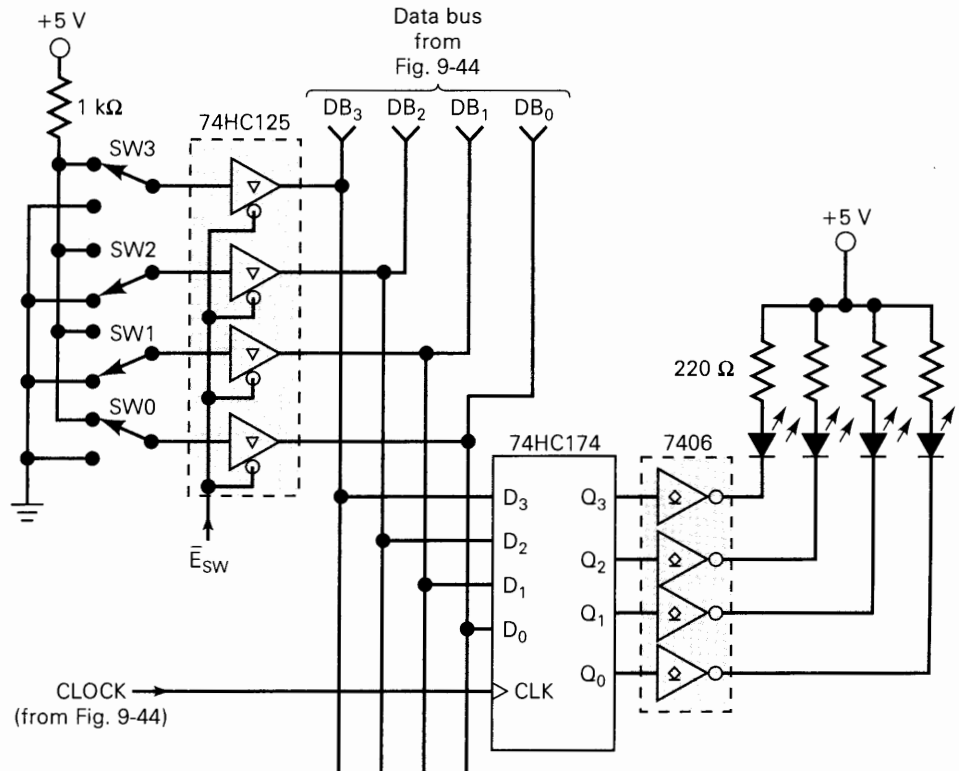 +5 V
1 kΩ
Data bus
from
Fig. 9-44
DB3 DB2 DB1 DB0
74HC125
SW3
SW2
SW1
SW0
ĒSW
+5 V
220 Ω
74HC174
7406
D3
D2
D1
D0
Q3
Q2
Q1
Q0
CLK
CLOCK
(from Fig. 9-44)